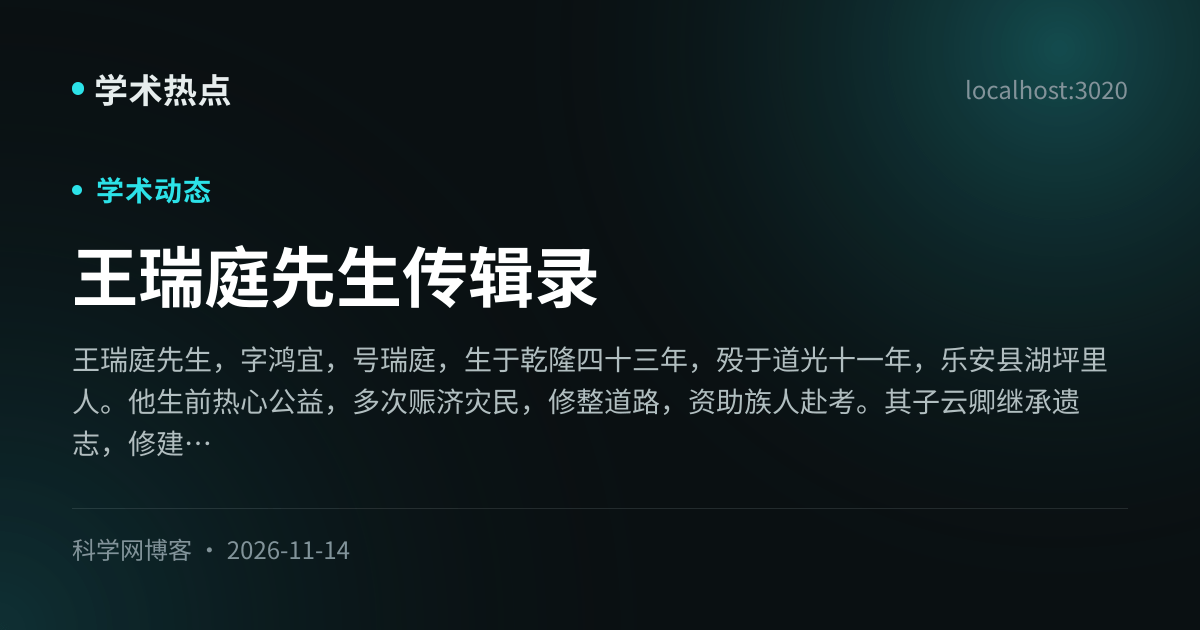 学术热点
localhost:3020
学术动态
王瑞庭先生传辑录
王瑞庭先生，字鸿宜，号瑞庭，生于乾隆四十三年，殁于道光十一年，乐安县湖坪里
人。他生前热心公益，多次赈济灾民，修整道路，资助族人赴考。其子云卿继承遗
志，修建…
科学网博客 · 2026-11-14